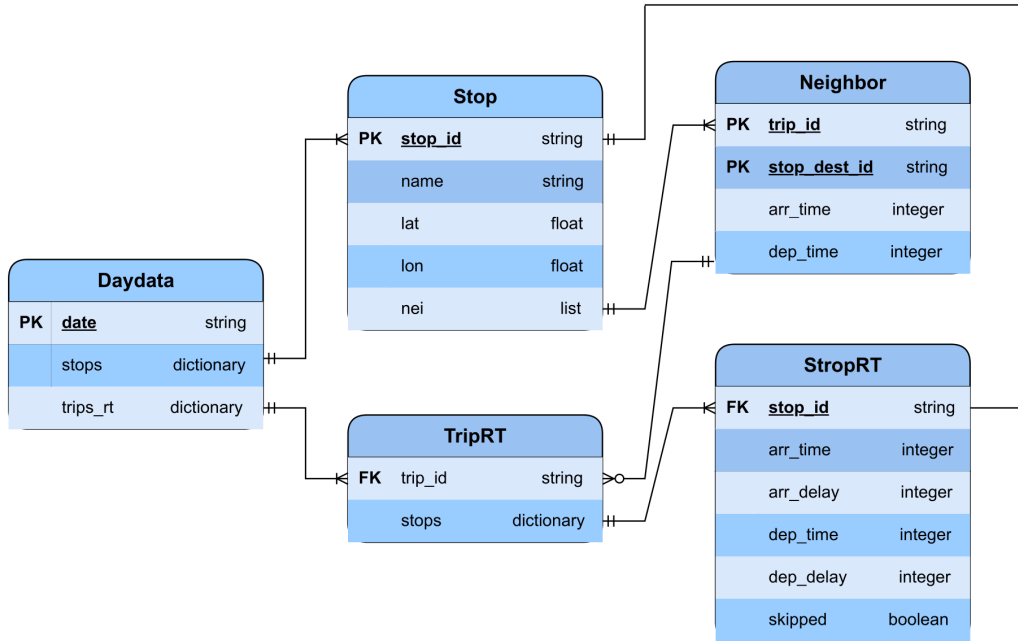 Stop
PK stop_id string
name string
lat float
lon float
nei list
Neighbor
PK trip_id string
PK stop_dest_id string
arr_time integer
dep_time integer
Daydata
PK date string
stops dictionary
trips_rt dictionary
TripRT
FK trip_id string
stops dictionary
StropRT
FK stop_id string
arr_time integer
arr_delay integer
dep_time integer
dep_delay integer
skipped boolean